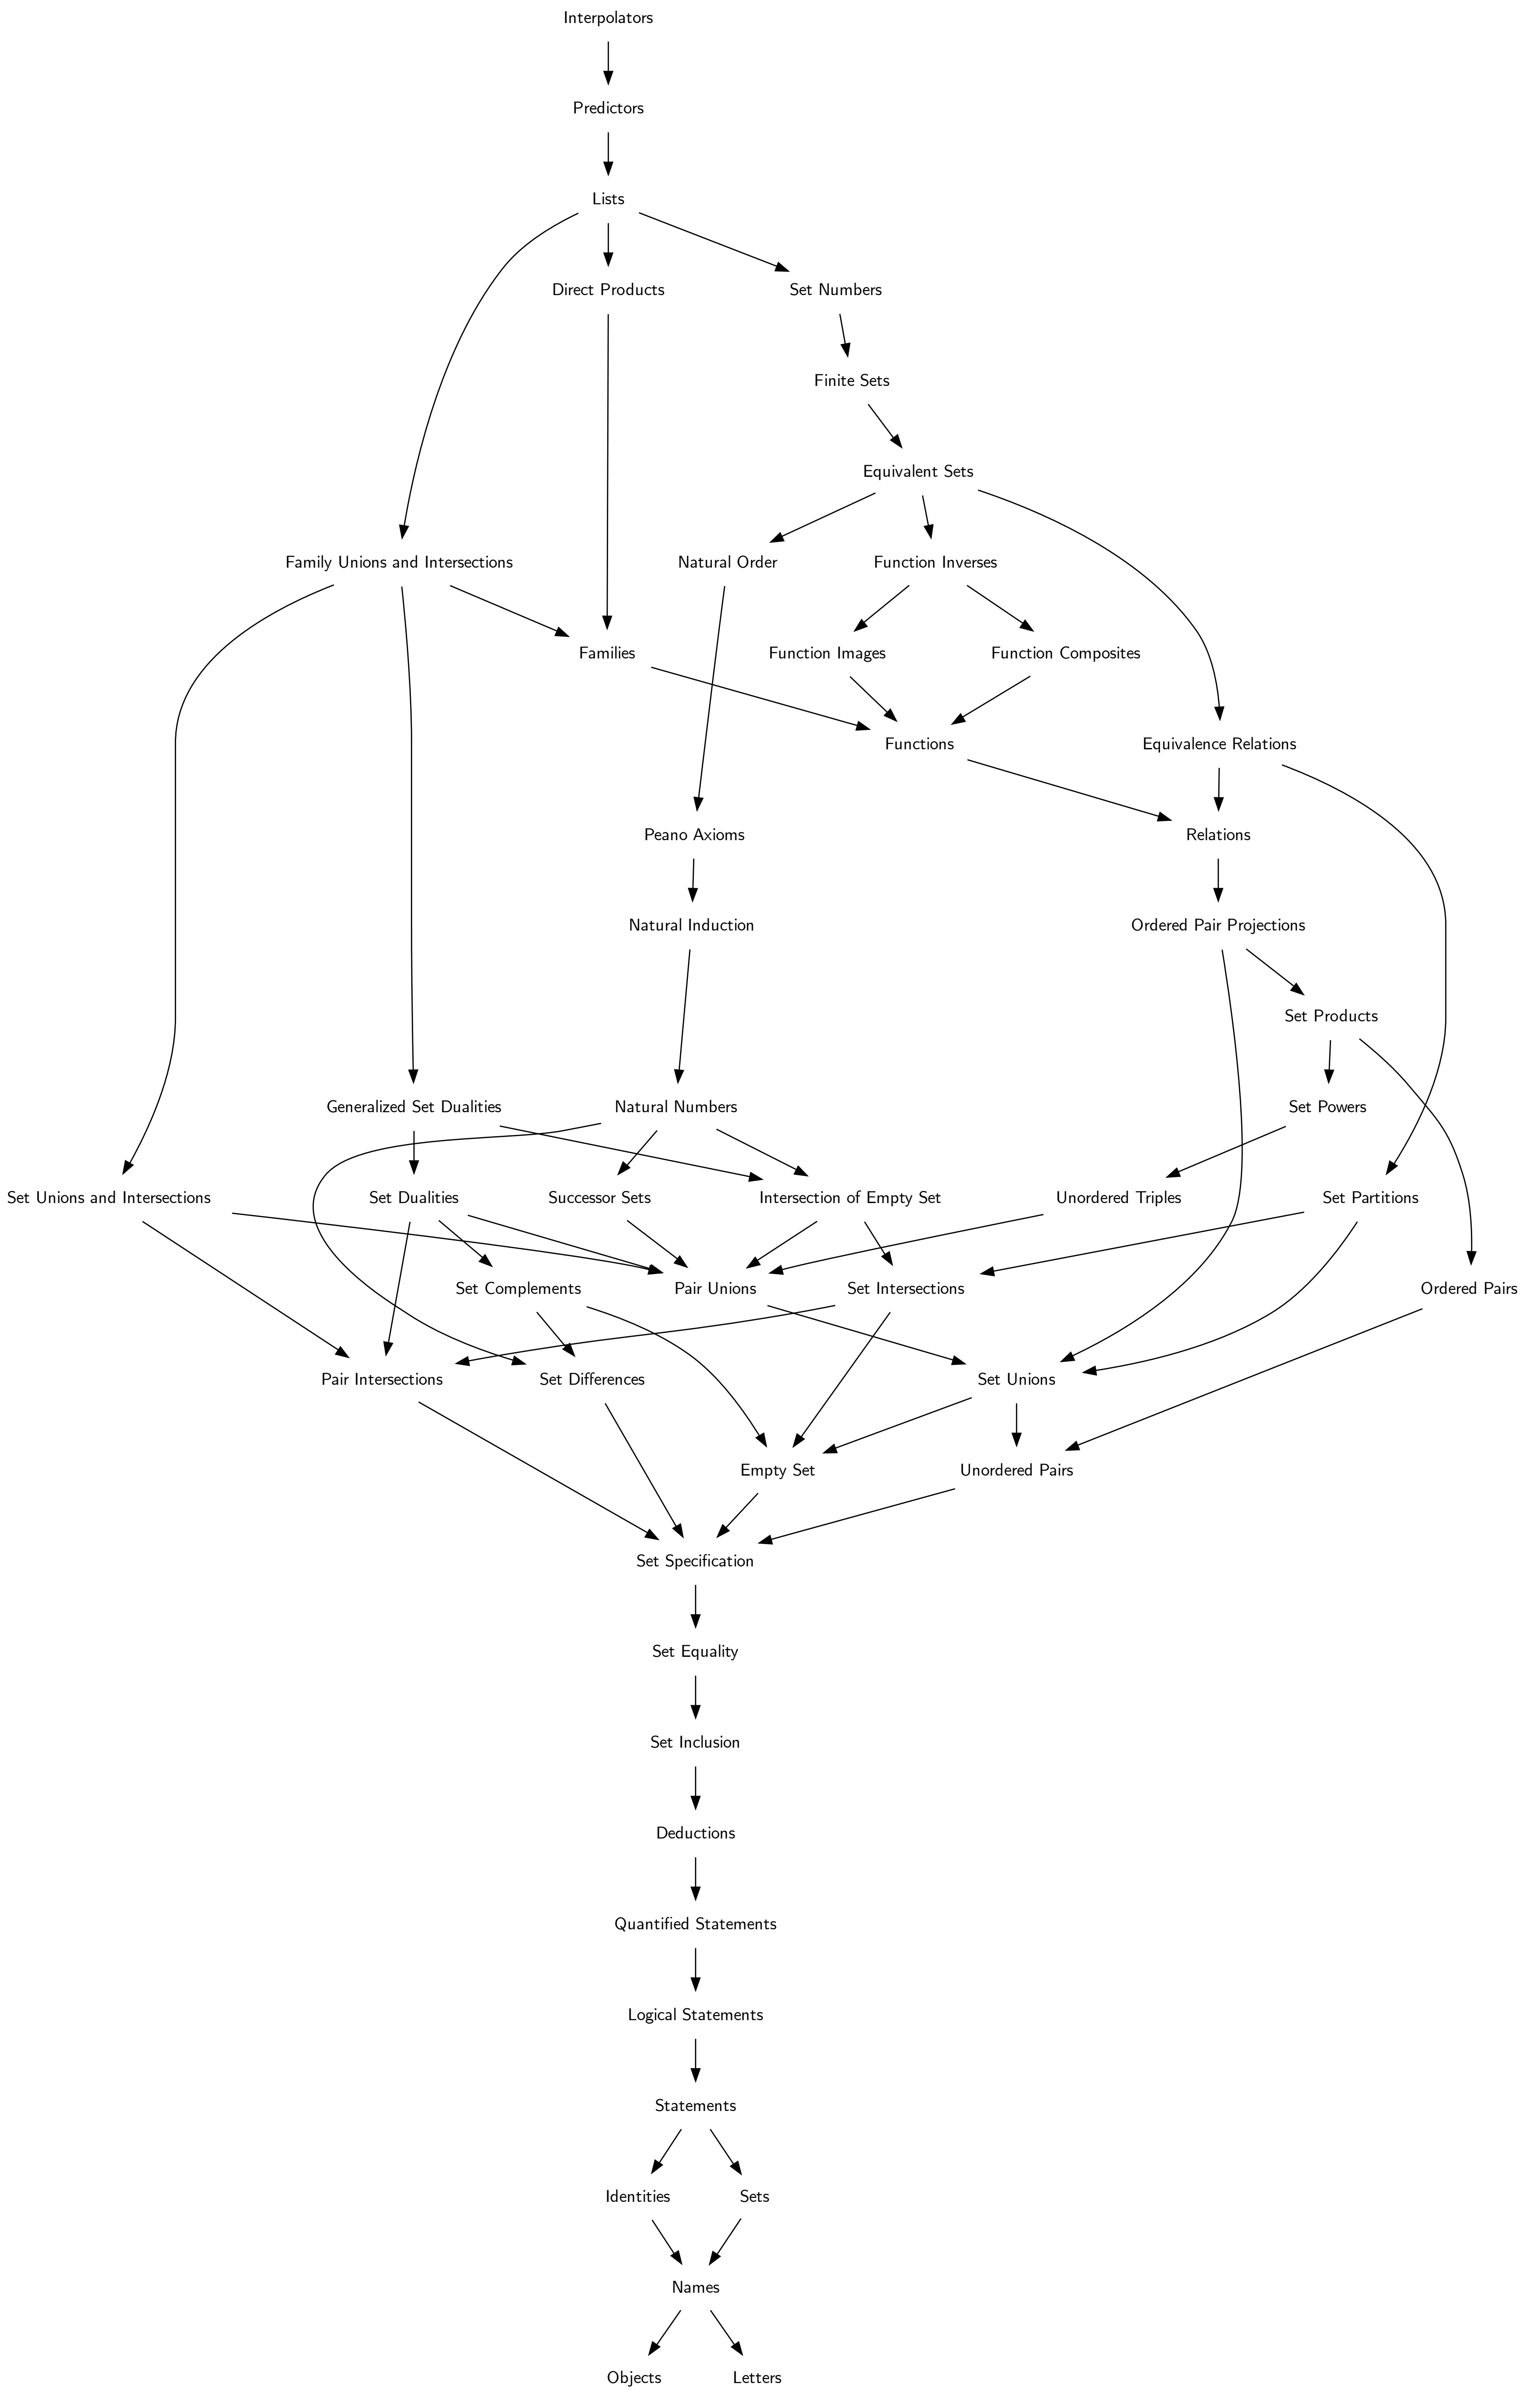 Interpolators
Predictors
Lists
Direct Products
Set Numbers
Finite Sets
Equivalent Sets
Family Unions and Intersections
Natural Order
Function Inverses
Families
Function Images
Function Composites
Functions
Equivalence Relations
Peano Axioms
Relations
Natural Induction
Ordered Pair Projections
Set Products
Generalized Set Dualities
Natural Numbers
Set Powers
Set Unions and Intersections
Set Dualities
Successor Sets
Intersection of Empty Set
Unordered Triples
Set Partitions
Set Complements
Pair Unions
Set Intersections
Ordered Pairs
Pair Intersections
Set Differences
Set Unions
Empty Set
Unordered Pairs
Set Specification
Set Equality
Set Inclusion
Deductions
Quantified Statements
Logical Statements
Statements
Identities
Sets
Names
Objects
Letters